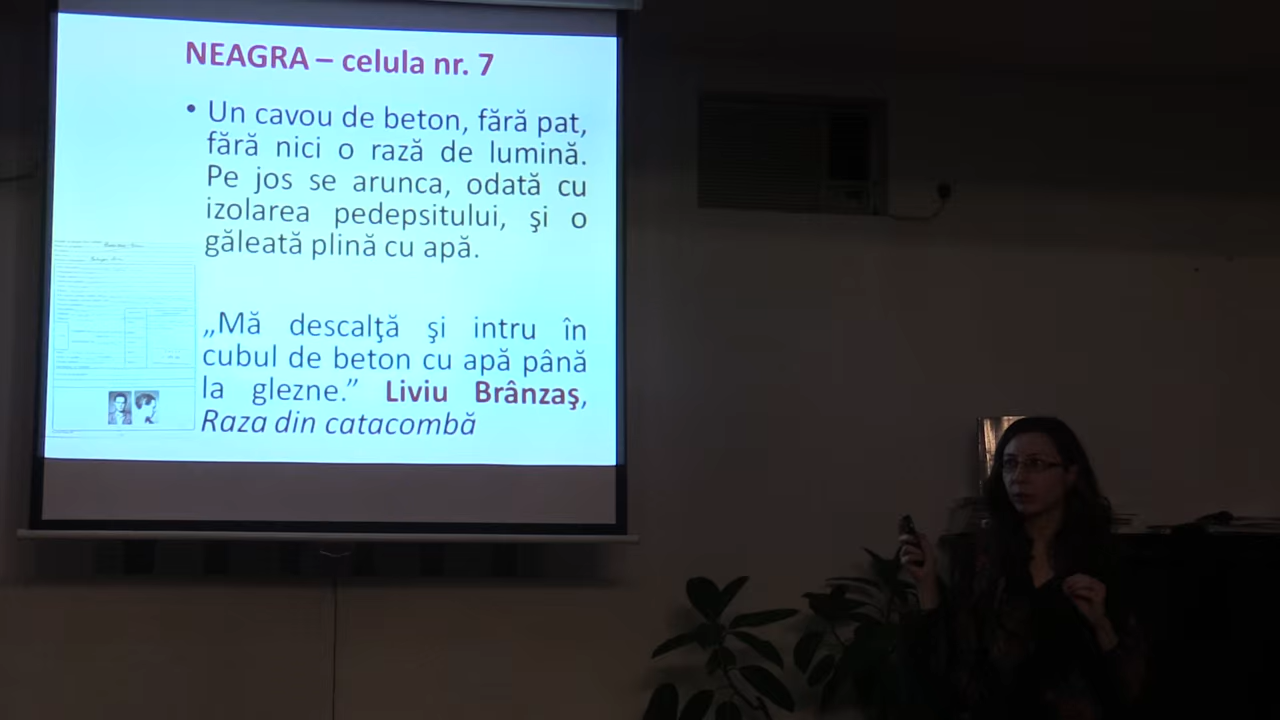 NEAGRA – celula nr. 7
• Un cavou de beton, fără pat,
fără nici o rază de lumină.
Pe jos se arunca, odată cu
izolarea pedepsitului, şi o
găleată plină cu apă.
„Mă descalţă şi intru în
cubul de beton cu apă până
la glezne.” Liviu Brânzaş,
Raza din catacombă